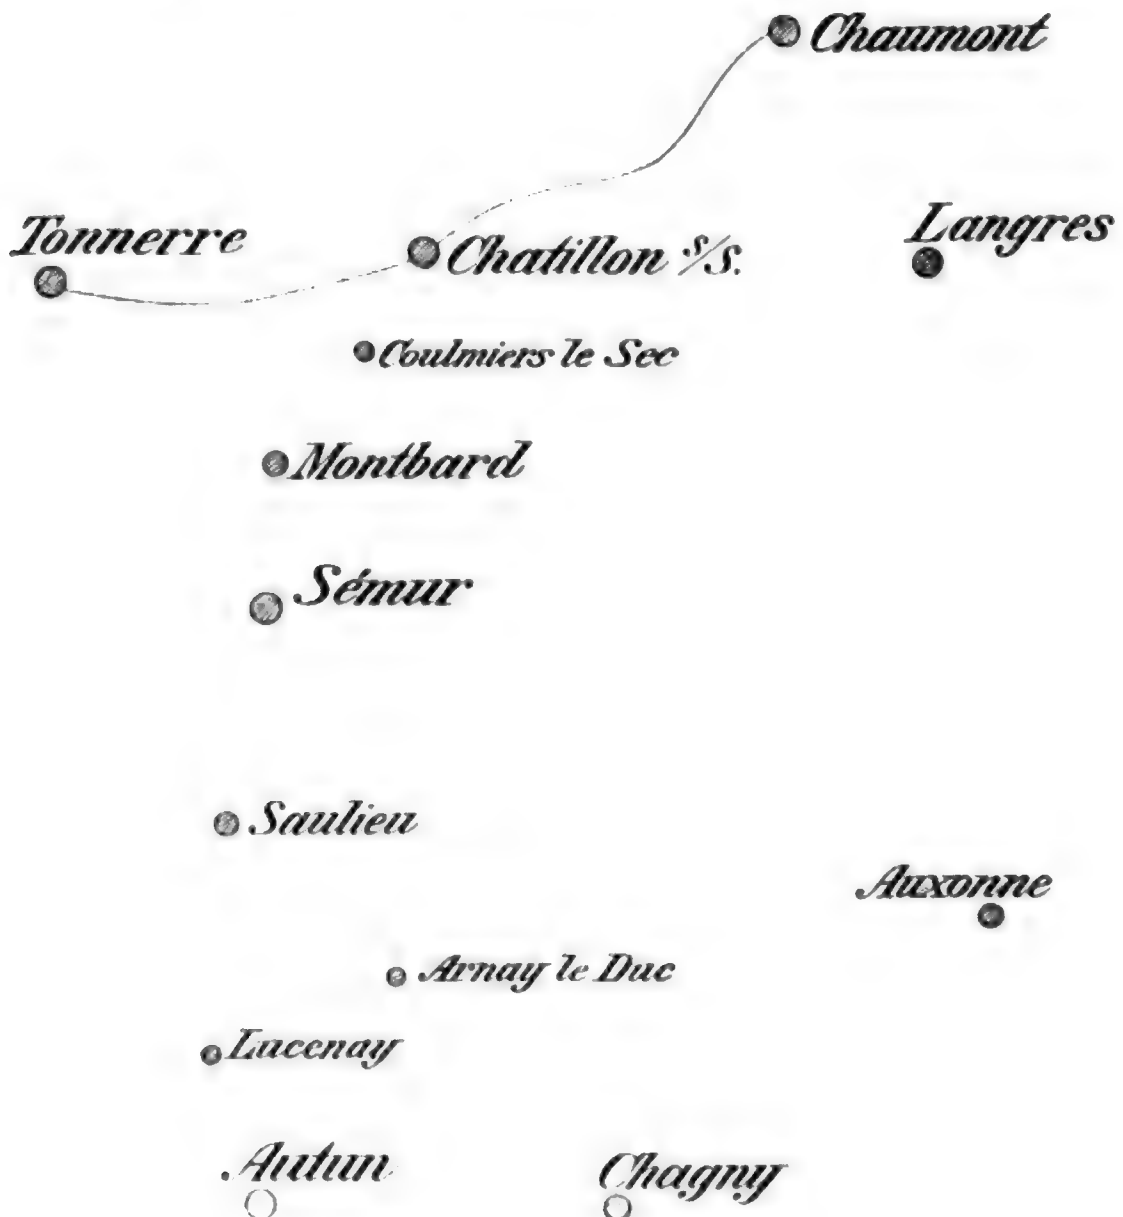 Chaumont
Langres
Tonnerre
Chatillon s/S.
Coulmiers le Sec
Montbard
Sémur
Saulieu
Auxonne
Arnay le Duc
Lucenay
Autun
Chagny